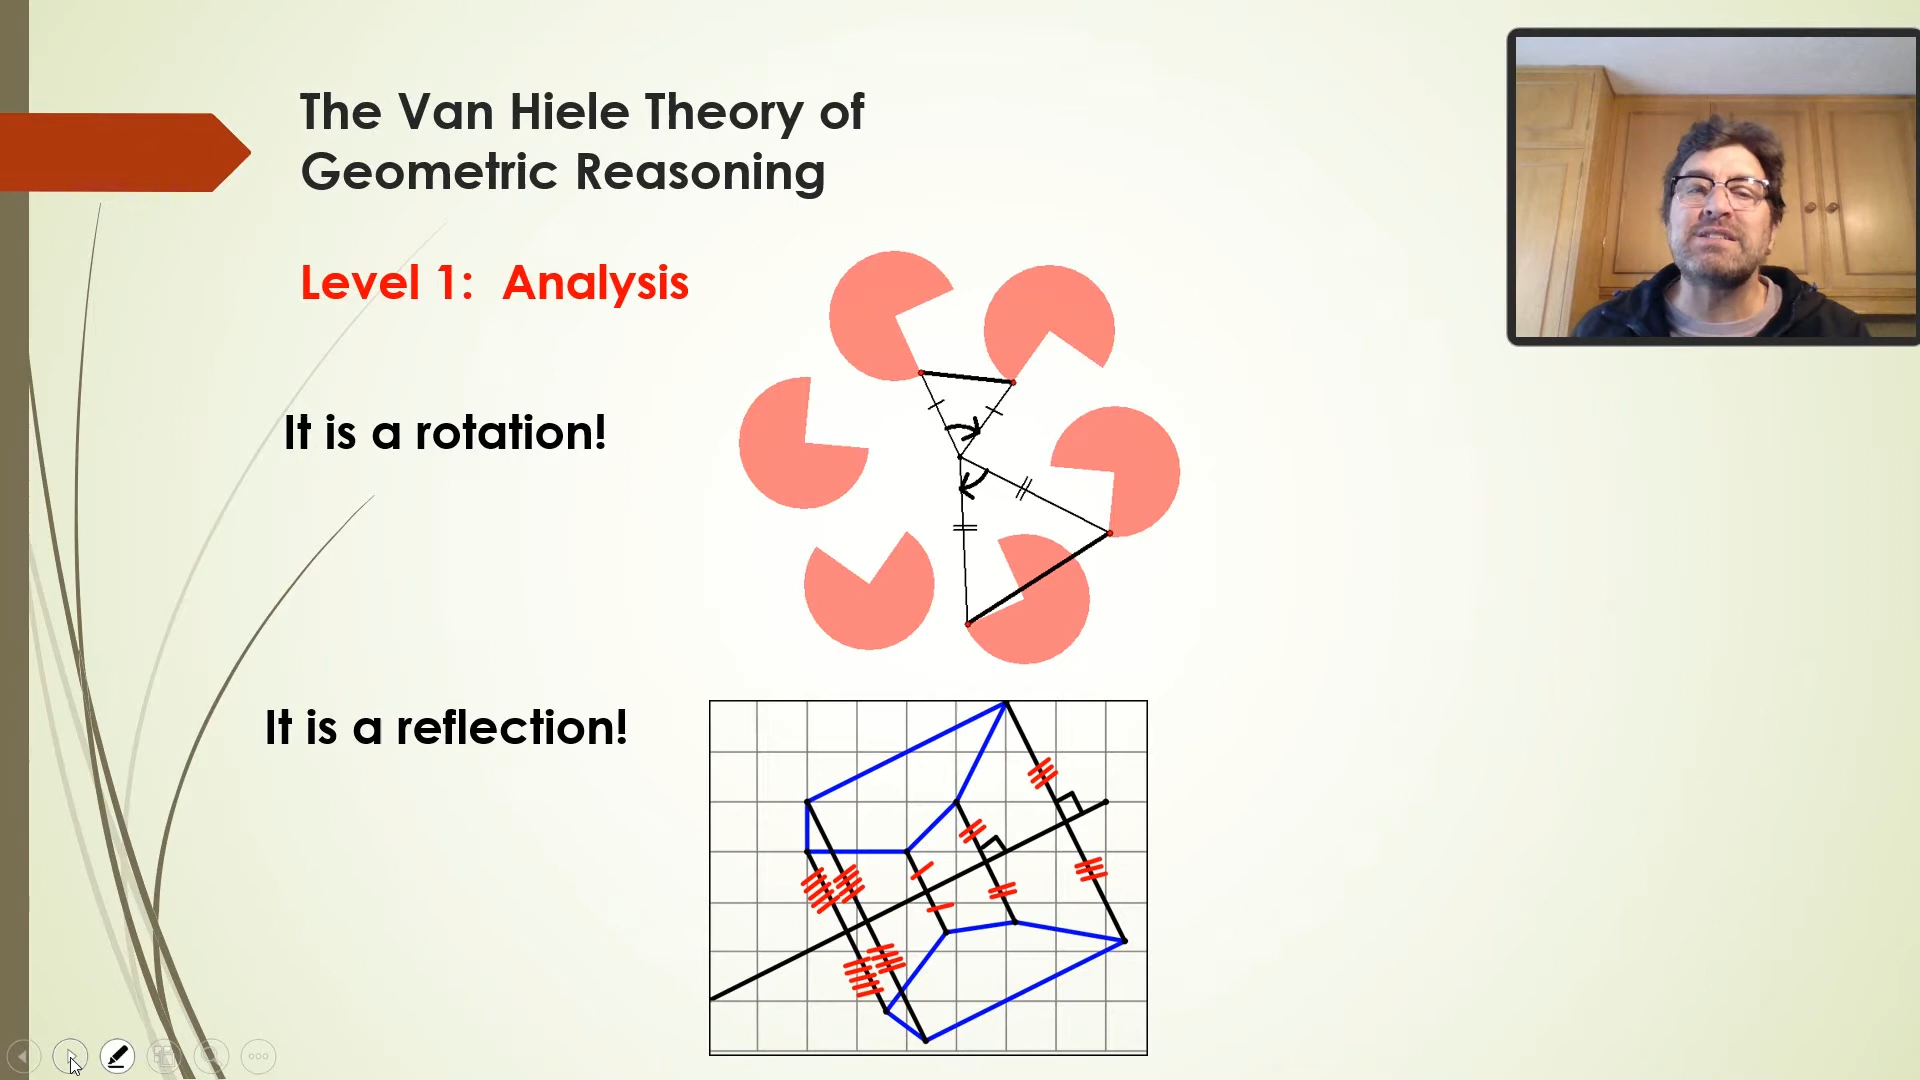 The Van Hiele Theory of
Geometric Reasoning
Level 1: Analysis
It is a rotation!
It is a reflection!